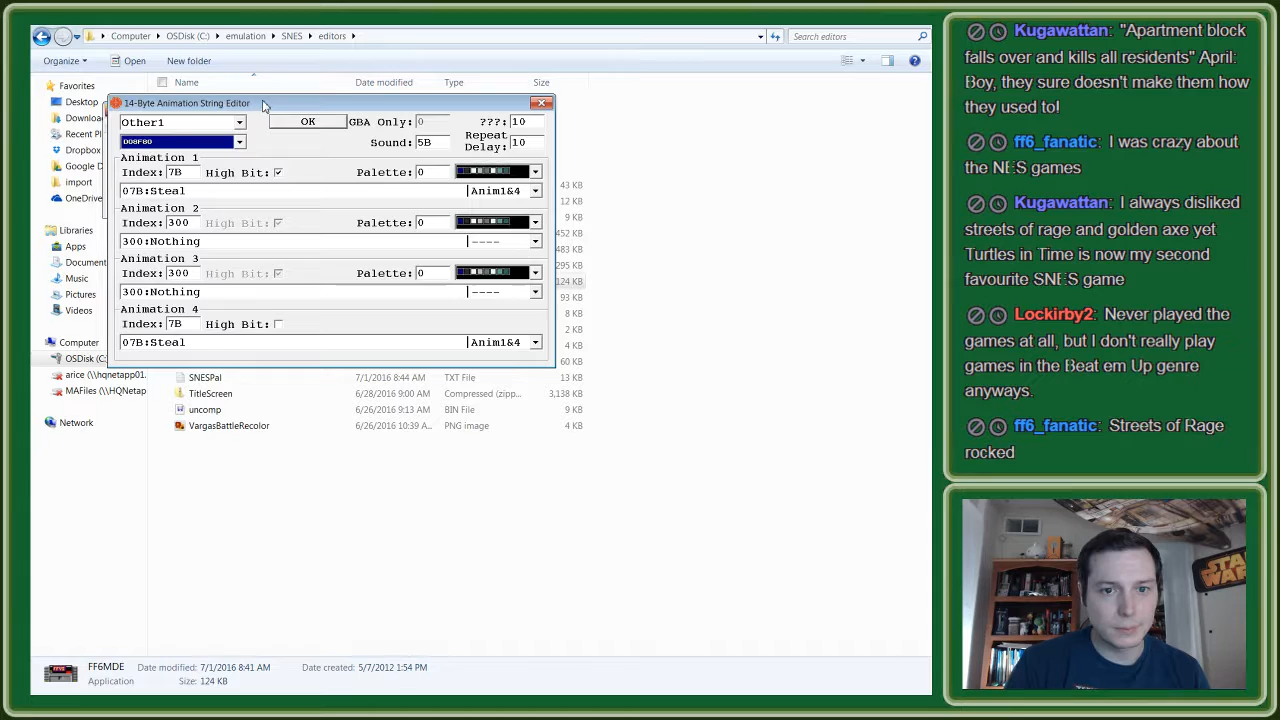 Computer OSDisk (C:) emulation SNES editors
Search editors
Organize Open New folder
Favorites
Desktop
Downloa
Recent P
Dropbox
Google D
import
OneDrive
Libraries
Apps
Document
Music
Pictures
Videos
Computer
OSDisk (C:)
arice (\\hqnetapp01.
MAFiles (\\HQNetap
Network
Name Date modified Type Size
14-Byte Animation String Editor
Other1 OK GBA Only: 0 ???: 10
D08F80 Sound: 5B Repeat Delay: 10
Animation 1
Index: 7B High Bit: Palette: 0
07B:Steal Anim1&4
Animation 2
Index: 300 High Bit: Palette: 0
300:Nothing ----
Animation 3
Index: 300 High Bit: Palette: 0
300:Nothing ----
Animation 4
Index: 7B High Bit:
07B:Steal Anim1&4
43 KB
12 KB
9 KB
452 KB
483 KB
295 KB
124 KB
93 KB
8 KB
2 KB
4 KB
60 KB
SNESPal 7/1/2016 8:44 AM TXT File 13 KB
TitleScreen 6/28/2016 9:00 AM Compressed (zipp... 3,138 KB
uncomp 6/26/2016 9:13 AM BIN File 9 KB
VargasBattleRecolor 6/26/2016 10:39 A... PNG image 4 KB
FF6MDE Date modified: 7/1/2016 8:41 AM Date created: 5/7/2012 1:54 PM
Application Size: 124 KB
Kugawattan: "Apartment block
falls over and kills all residents" April:
Boy, they sure doesn't make them how
they used to!
ff6_fanatic: I was crazy about
the NES games
Kugawattan: I always disliked
streets of rage and golden axe yet
Turtles in Time is now my second
favourite SNES game
Lockirby2: Never played the
games at all, but I don't really play
games in the Beat em Up genre
anyways.
ff6_fanatic: Streets of Rage
rocked
STAR
WA